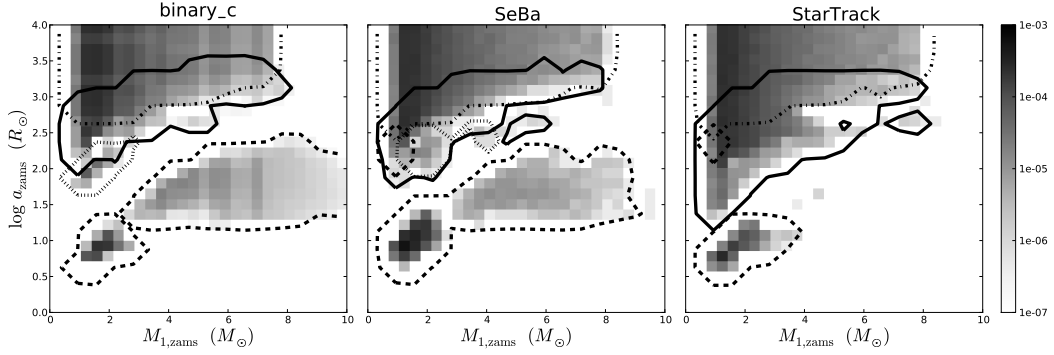 binary_c
SeBa
StarTrack
log a_zams (R_⊙)
4.0
3.5
3.0
2.5
2.0
1.5
1.0
0.5
0.0
0 2 4 6 8 10
0 2 4 6 8 10
0 2 4 6 8 10
M_1,zams (M_⊙)
M_1,zams (M_⊙)
M_1,zams (M_⊙)
1e-03
1e-04
1e-05
1e-06
1e-07